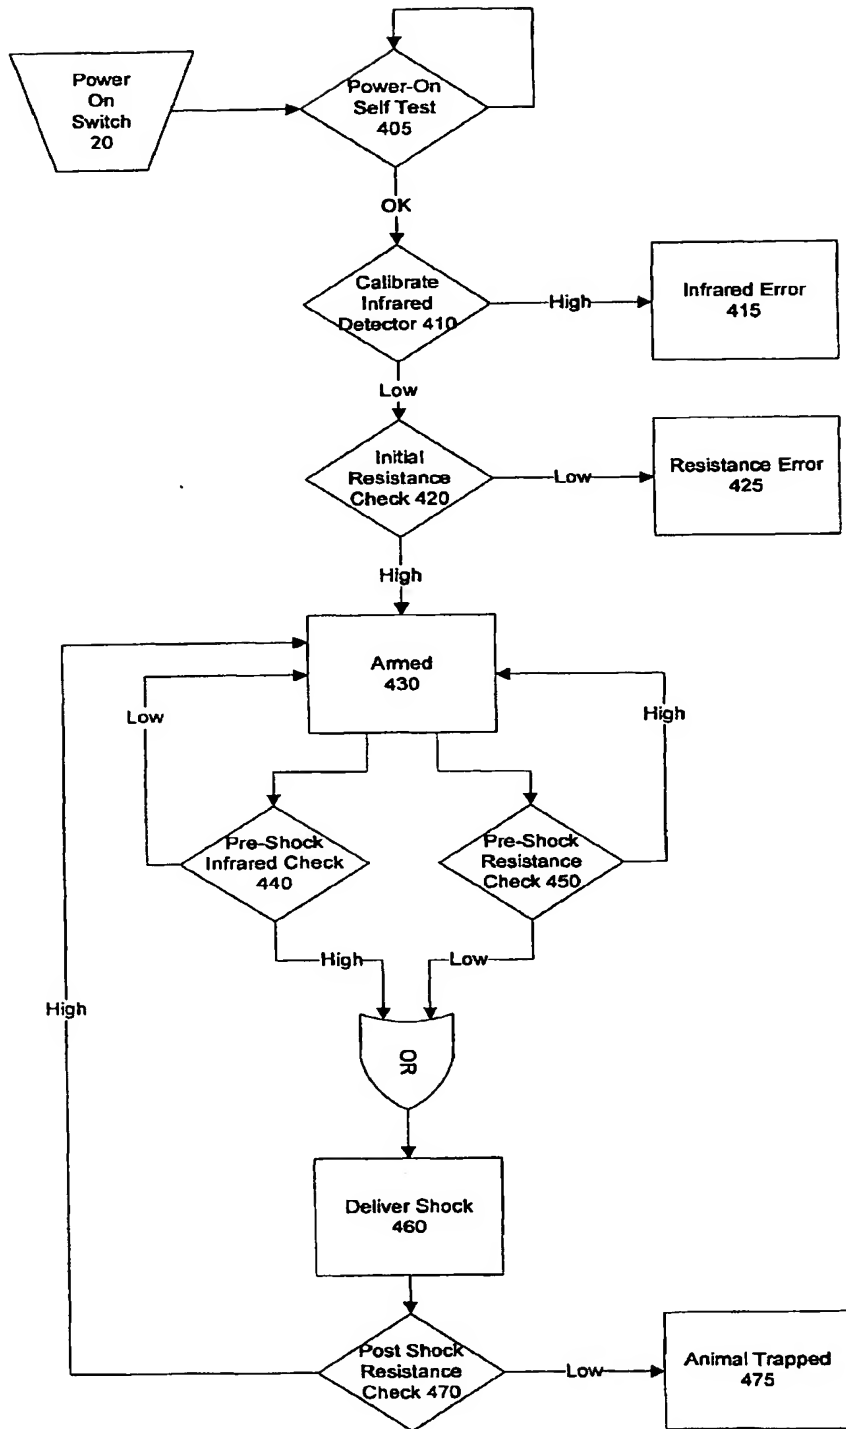 Power
On
Switch
20
Power-On
Self Test
405
OK
Calibrate
Infrared
Detector 410
High
Infrared Error
415
Low
Initial
Resistance
Check 420
Low
Resistance Error
425
High
Armed
430
Low
High
Pre-Shock
Infrared Check
440
Pre-Shock
Resistance
Check 450
High
Low
High
OR
Deliver Shock
460
Post Shock
Resistance
Check 470
Low
Animal Trapped
475